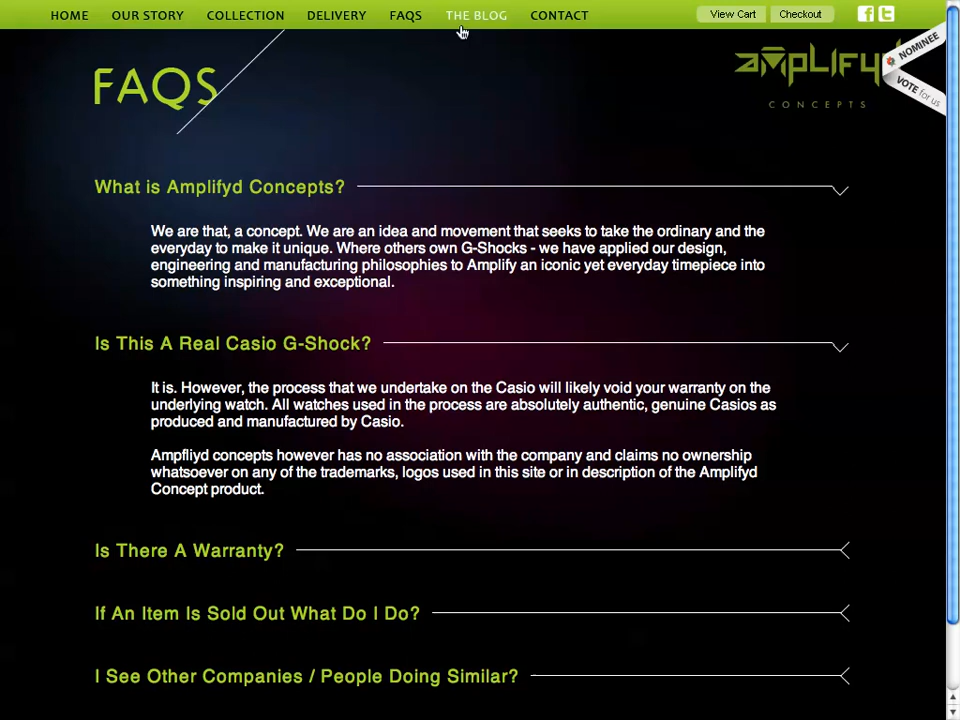 HOME OUR STORY COLLECTION DELIVERY FAQS THE BLOG CONTACT View Cart Checkout f t
NOMINEE
VOTE for us
FAQS
AMPLIFYD
CONCEPTS
What is Amplifyd Concepts?
We are that, a concept. We are an idea and movement that seeks to take the ordinary and the
everyday to make it unique. Where others own G-Shocks - we have applied our design,
engineering and manufacturing philosophies to Amplify an iconic yet everyday timepiece into
something inspiring and exceptional.
Is This A Real Casio G-Shock?
It is. However, the process that we undertake on the Casio will likely void your warranty on the
underlying watch. All watches used in the process are absolutely authentic, genuine Casios as
produced and manufactured by Casio.
Ampfliyd concepts however has no association with the company and claims no ownership
whatsoever on any of the trademarks, logos used in this site or in description of the Amplifyd
Concept product.
Is There A Warranty?
If An Item Is Sold Out What Do I Do?
I See Other Companies / People Doing Similar?